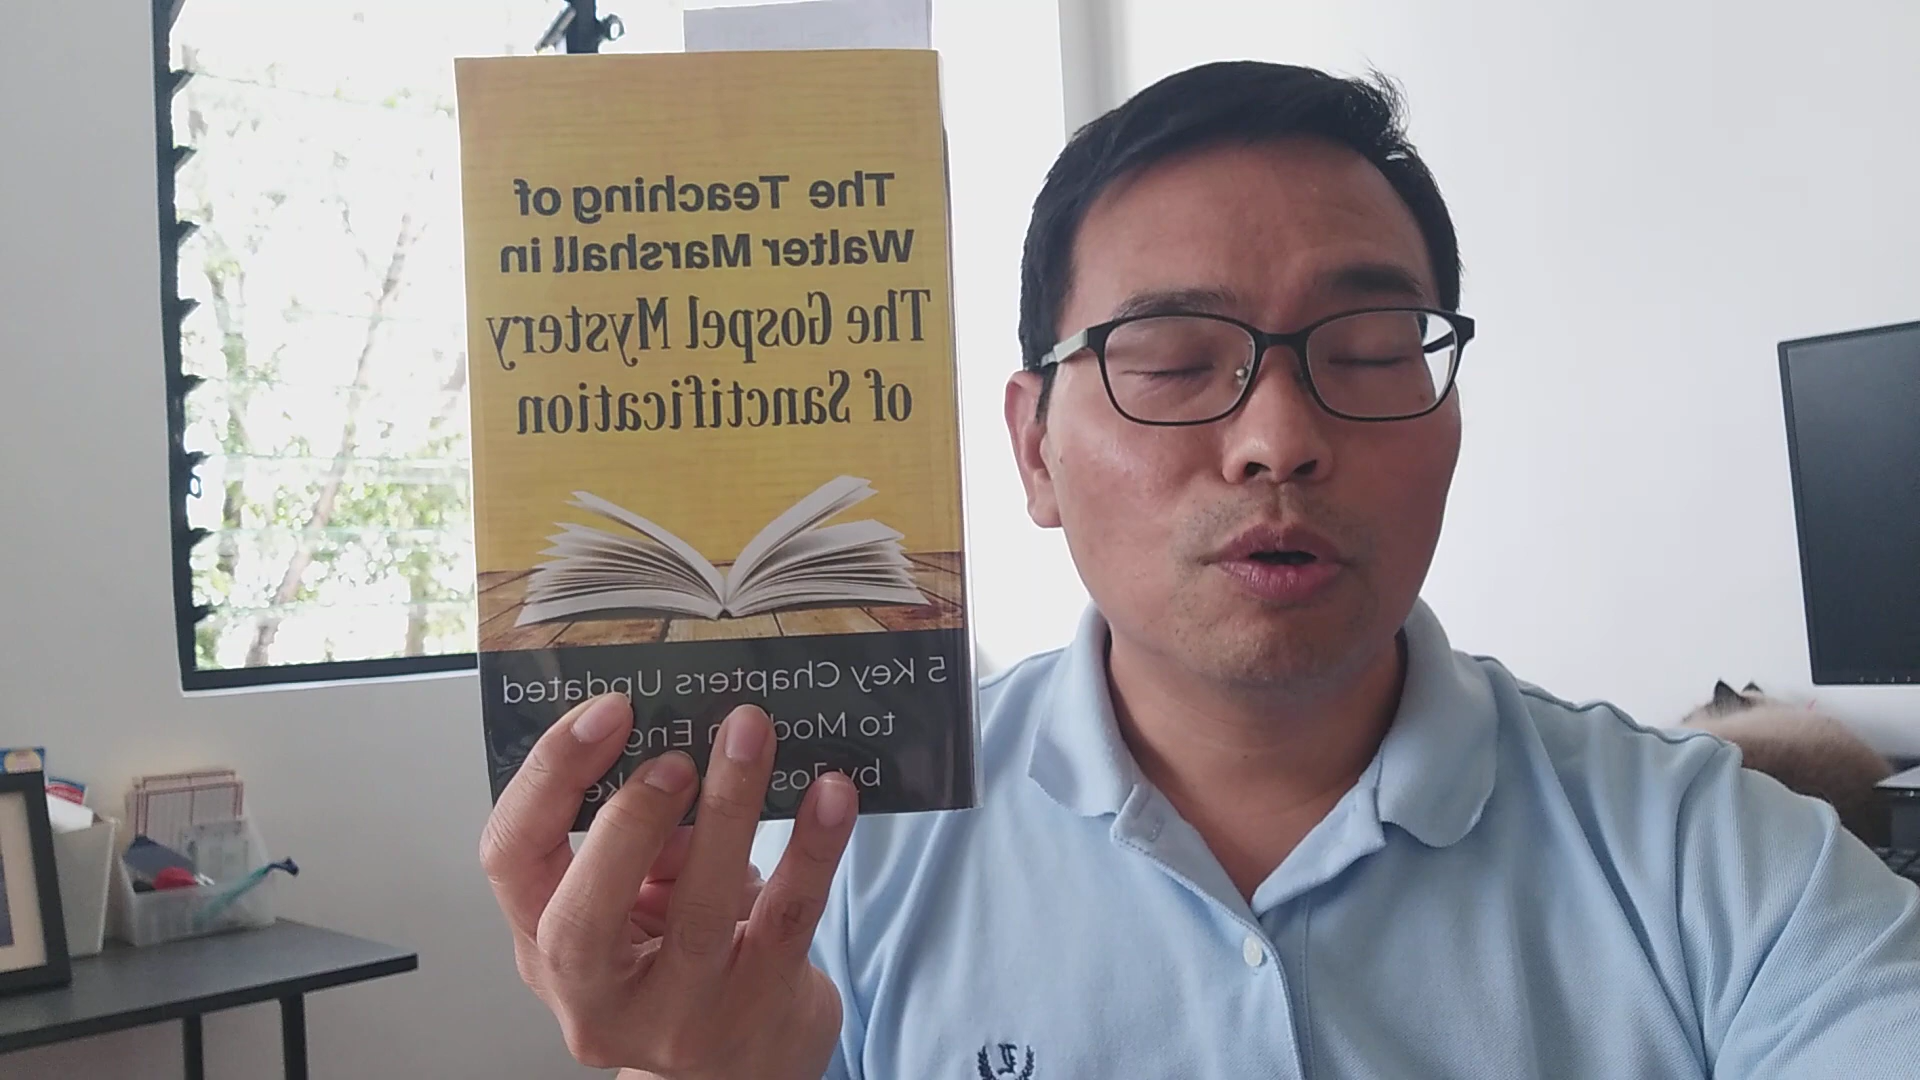 The Teaching of
Walter Marshall in
The Gospel Mystery
of Sanctification
5 Key Chapters Updated
to
by